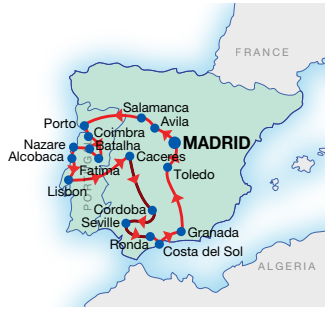 FRANCE
Salamanca
Porto
Avila
Coimbra
MADRID
Nazare
Batalha
Alcobaca
Caceres
Fatima
Toledo
Lisbon
PORTUGAL
Cordoba
Seville
Granada
Ronda
Costa del Sol
ALGERIA